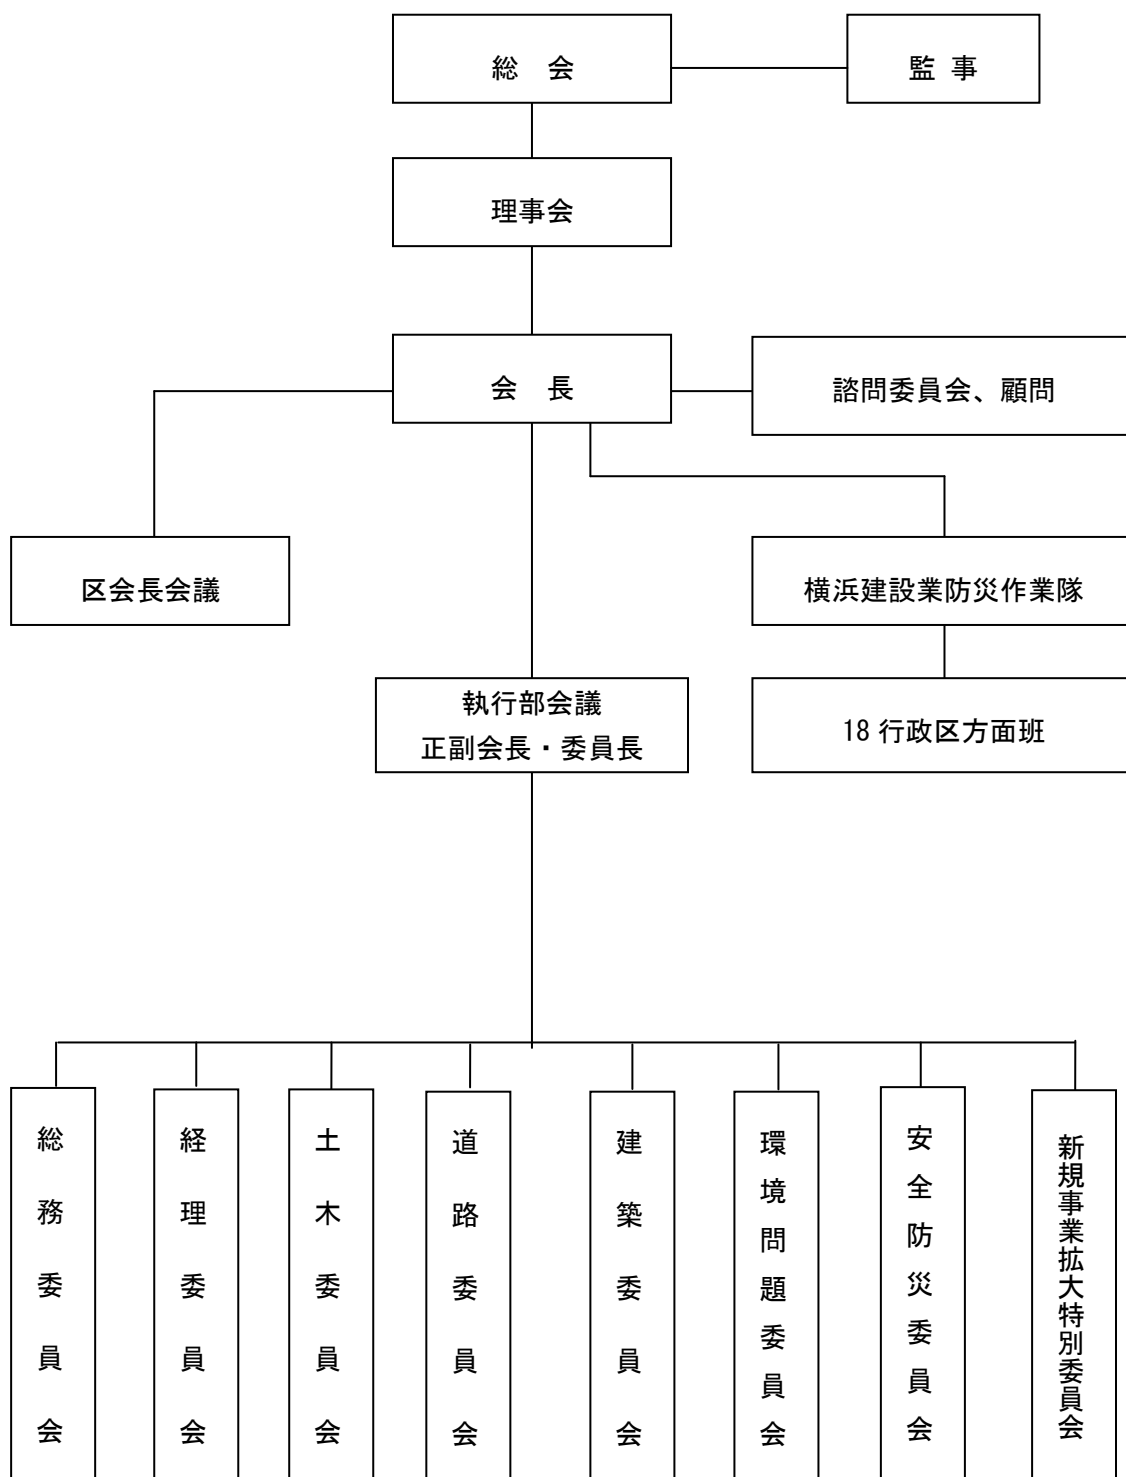 総　会
監 事
理事会
会　長
諮問委員会、顧問
区会長会議
横浜建設業防災作業隊
執行部会議
正副会長・委員長
18 行政区方面班
総務委員会
経理委員会
土木委員会
道路委員会
建築委員会
環境問題委員会
安全防災委員会
新規事業拡大特別委員会